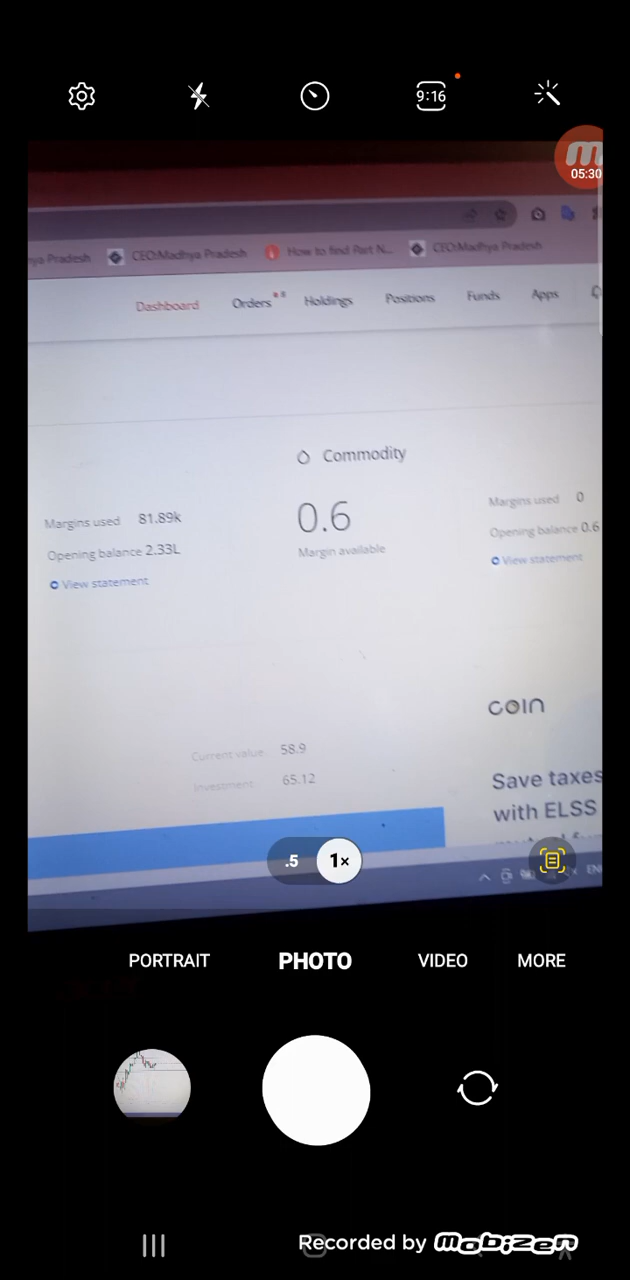 9:16
05:30
CEO:Madhya Pradesh
How to find Part N...
CEO:Madhya Pradesh
Dashboard
Orders
Holdings
Positions
Funds
Apps
Commodity
Margins used 81.89k
Opening balance 2.33L
View statement
0.6
Margin available
Margins used 0
Opening balance 0.6
View statement
Current value 58.9
Investment 65.12
coin
Save taxes
with ELSS
.5 1×
PORTRAIT PHOTO VIDEO MORE
Recorded by Mobizen